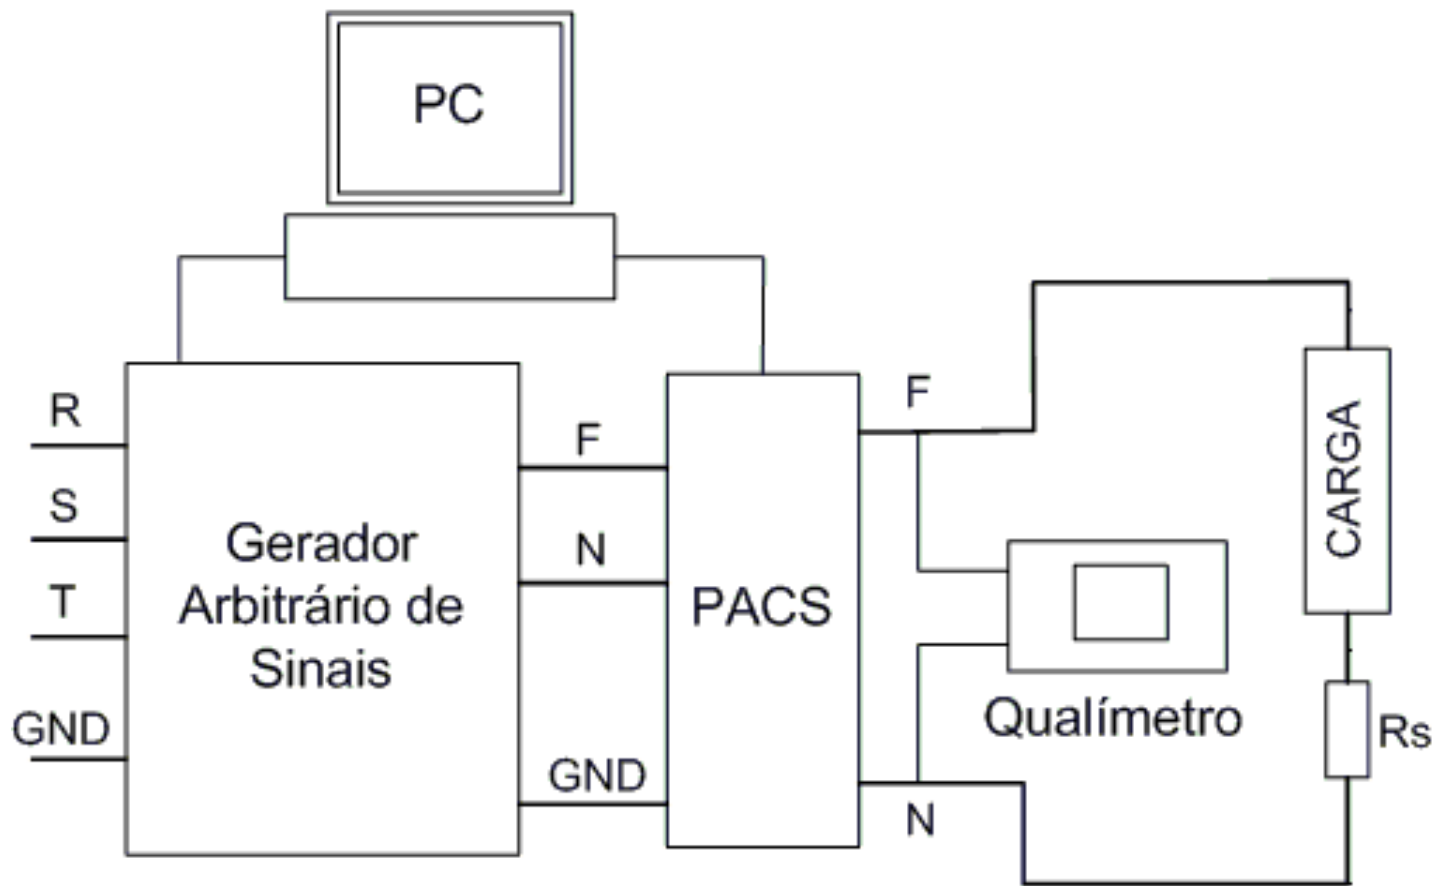 PC
R
S
T
GND
Gerador
Arbitrário de
Sinais
F
N
GND
PACS
F
N
Qualímetro
CARGA
Rs